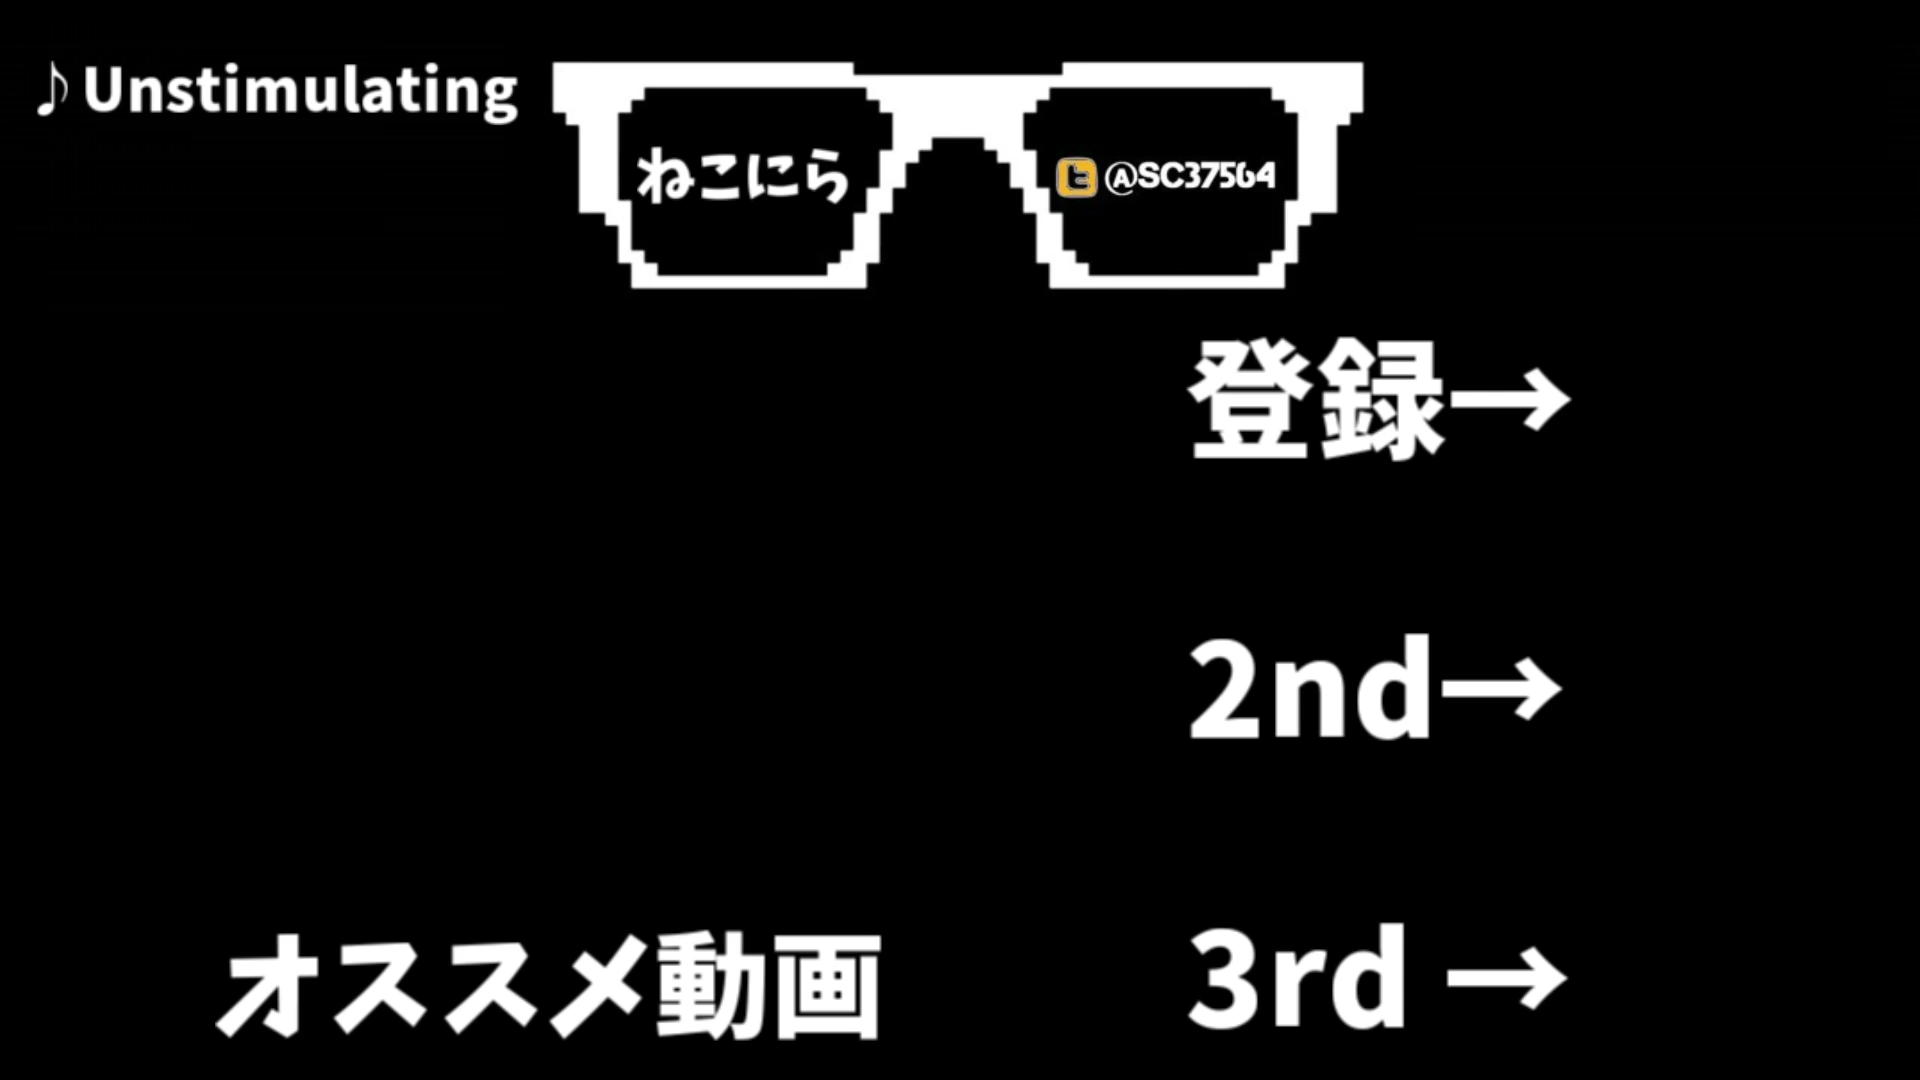 ♪Unstimulating
ねこにら
@SC37564
登録→
2nd→
オススメ動画
3rd →